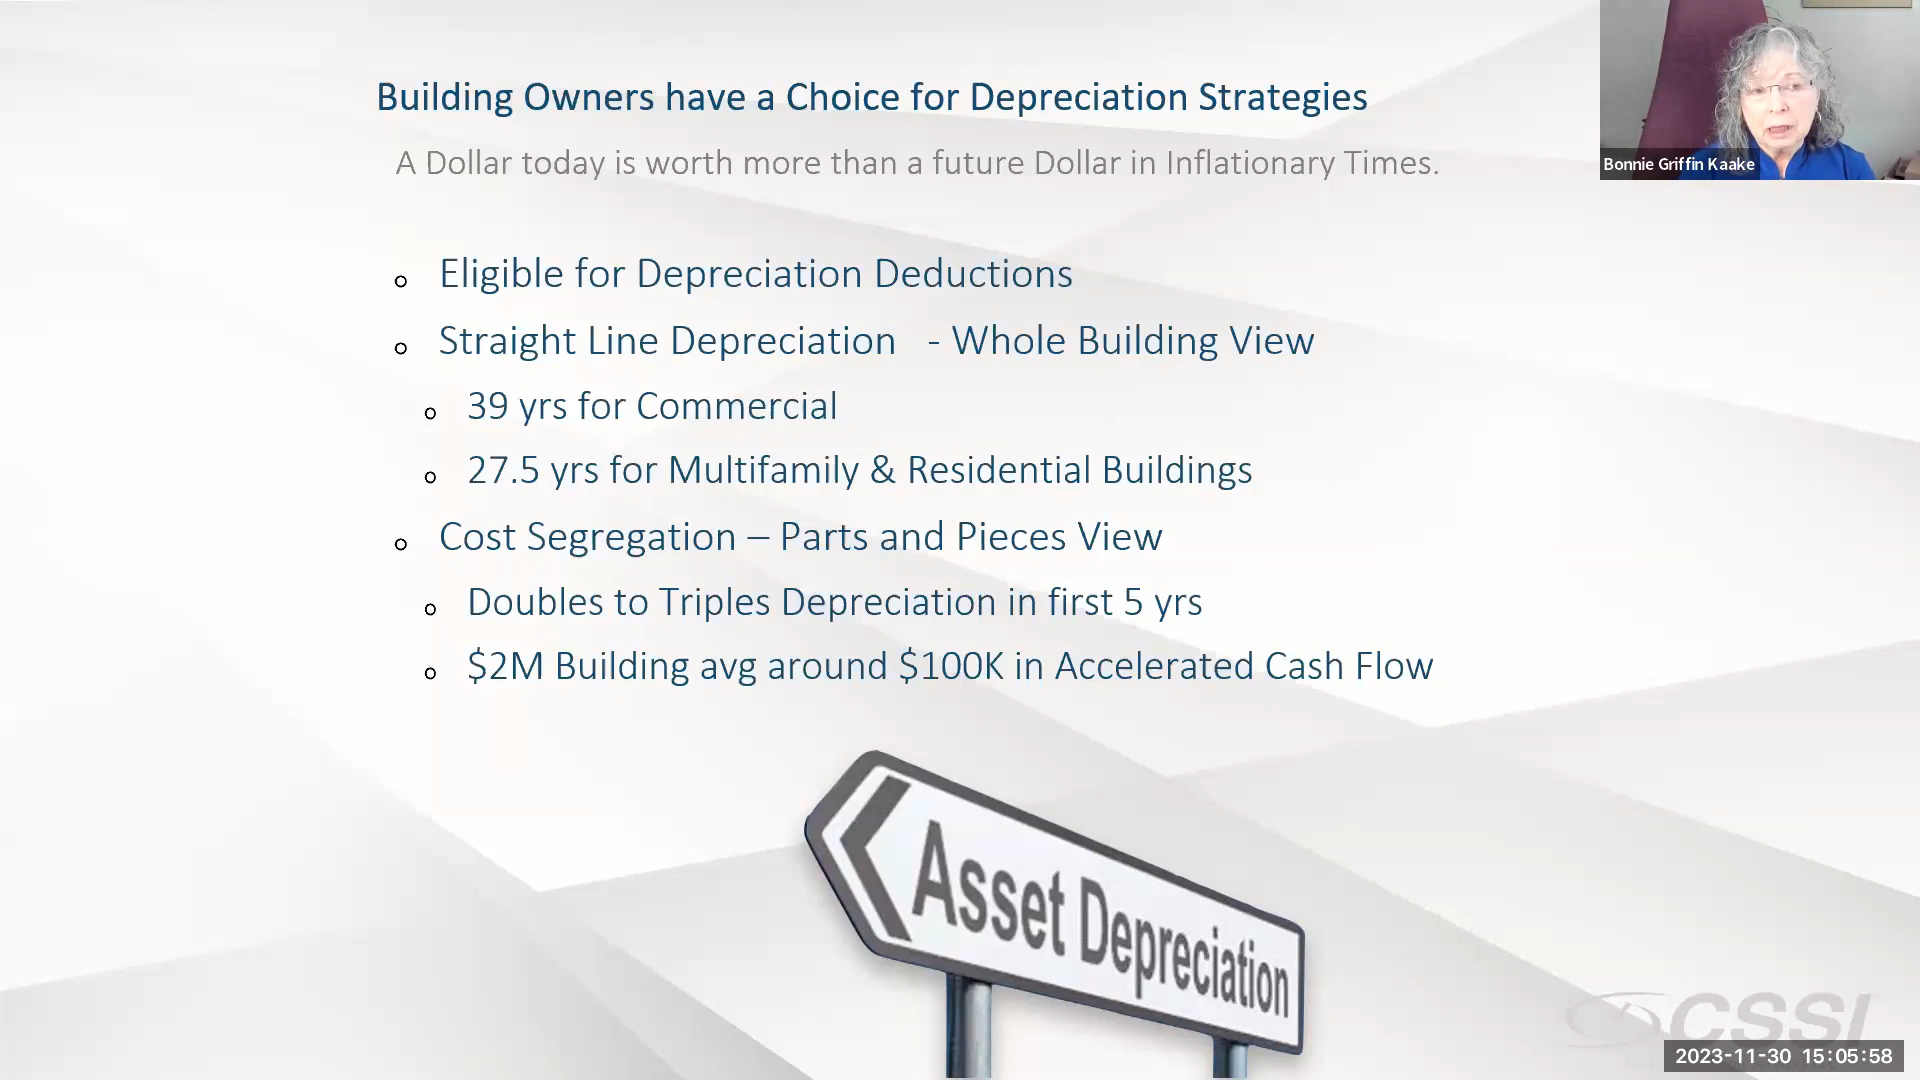 Building Owners have a Choice for Depreciation Strategies
A Dollar today is worth more than a future Dollar in Inflationary Times.
Bonnie Griffin Kaake
o Eligible for Depreciation Deductions
o Straight Line Depreciation - Whole Building View
o 39 yrs for Commercial
o 27.5 yrs for Multifamily & Residential Buildings
o Cost Segregation – Parts and Pieces View
o Doubles to Triples Depreciation in first 5 yrs
o $2M Building avg around $100K in Accelerated Cash Flow
Asset Depreciation
CSSI
2023-11-30 15:05:58